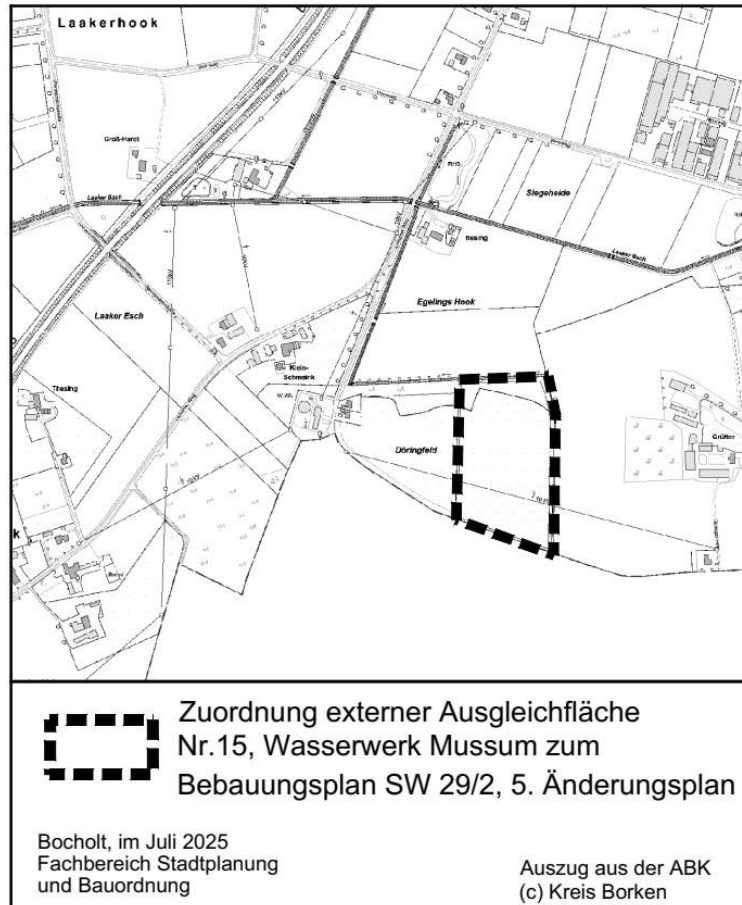 Laakerhook
Groß-Hardt
Laaker Bach
Siegeheide
Laaker Bach
Egelings Hook
Laaker Esch
Klein-
Schmeink
Thesing
Döringfeld
Grütter
Zuordnung externer Ausgleichfläche
Nr.15, Wasserwerk Mussum zum
Bebauungsplan SW 29/2, 5. Änderungsplan
Bocholt, im Juli 2025
Fachbereich Stadtplanung
und Bauordnung
Auszug aus der ABK
(c) Kreis Borken